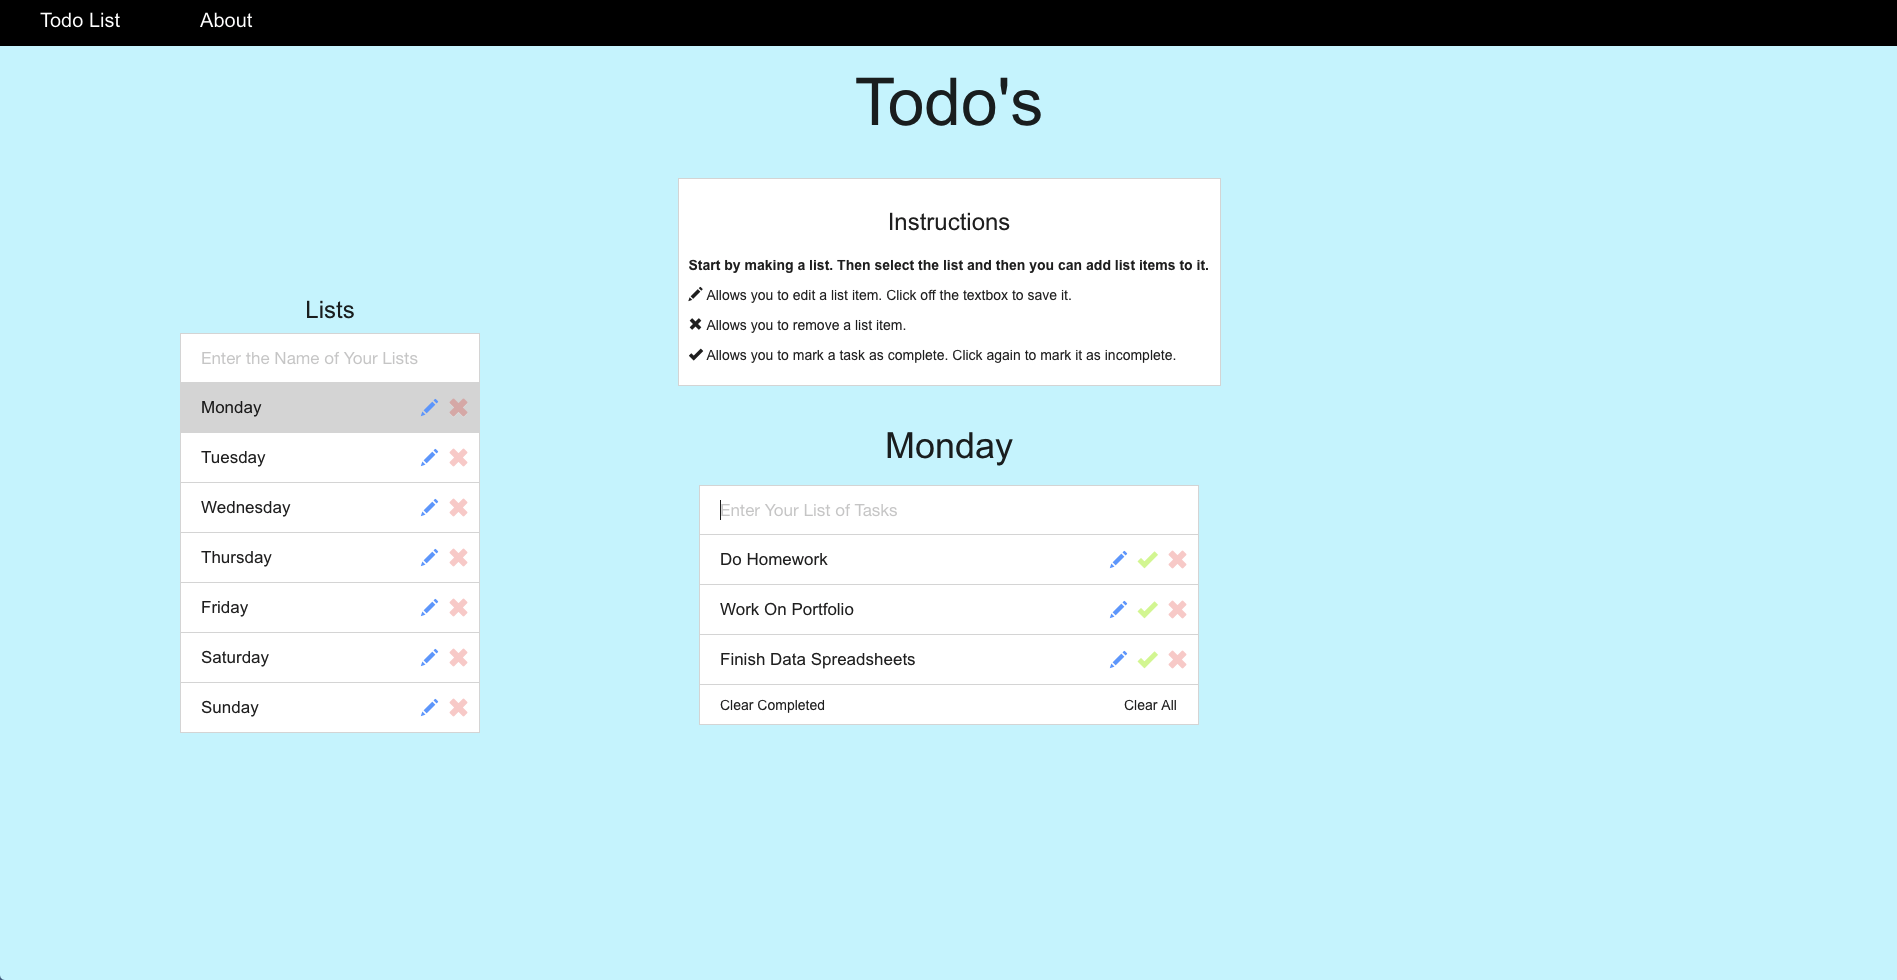 Todo List
About
Todo's
Instructions
Start by making a list. Then select the list and then you can add list items to it.
Allows you to edit a list item. Click off the textbox to save it.
Allows you to remove a list item.
Allows you to mark a task as complete. Click again to mark it as incomplete.
Lists
Enter the Name of Your Lists
Monday
Tuesday
Wednesday
Thursday
Friday
Saturday
Sunday
Monday
Enter Your List of Tasks
Do Homework
Work On Portfolio
Finish Data Spreadsheets
Clear Completed
Clear All